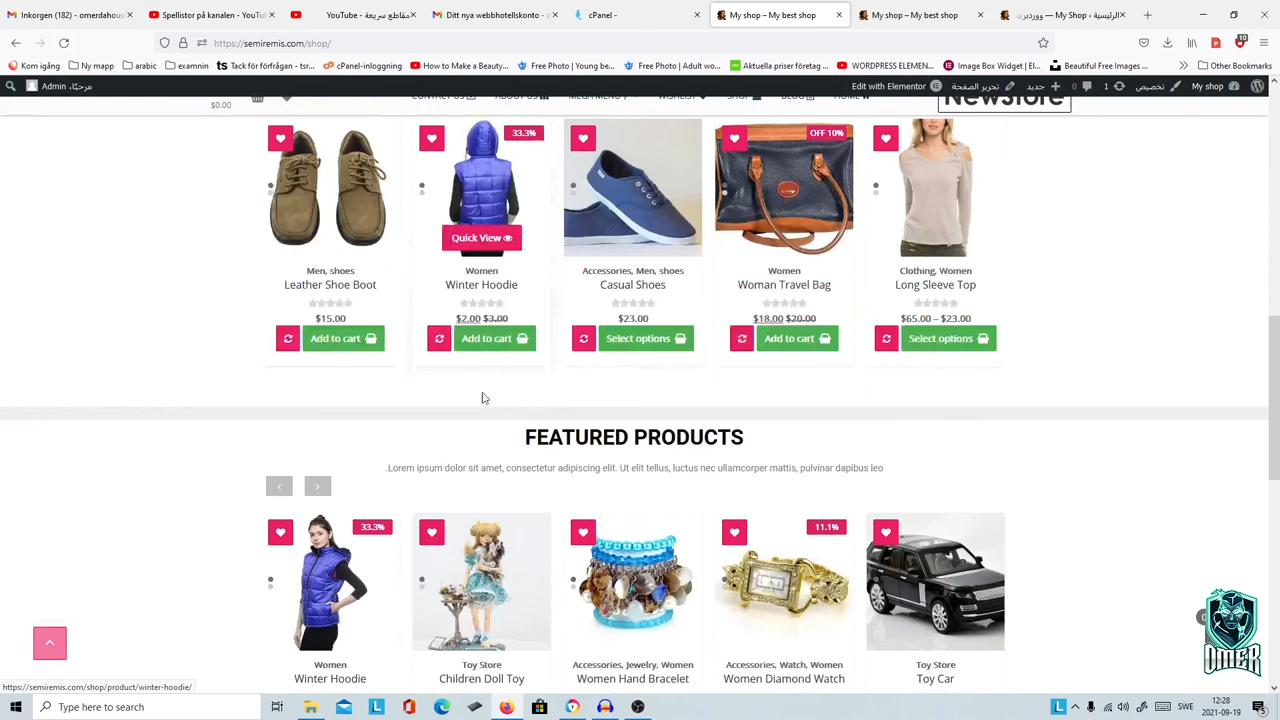 Inkorgen (182) - omerdahous
Spellistor på kanalen - YouTu
YouTube - مقاطع سريعة
Ditt nya webbhotellskonto -
cPanel -
My shop – My best shop
My shop – My best shop
الرئيسية ‹ My Shop — ووردبري
https://semiremis.com/shop/
10
Kom igång
Ny mapp
arabic
examnin
Tack för förfrågan - tsr...
cPanel-inloggning
How to Make a Beauty...
Free Photo | Young be...
Free Photo | Adult wo...
Aktuella priser företag ...
WORDPRESS ELEMEN...
Image Box Widget | El...
Beautiful Free Images ...
Other Bookmarks
مرحبًا، Admin
Edit with Elementor
تحرير الصفحة
جديد
0
1
تخصيص
My shop
$0.00
CONTACT US
ABOUT US
MEGA MENU
WISHLIST
SHOP
BLOG
HOME
NewStore
33.3%
OFF 10%
Quick View
Men, shoes
Women
Accessories, Men, shoes
Women
Clothing, Women
Leather Shoe Boot
Winter Hoodie
Casual Shoes
Woman Travel Bag
Long Sleeve Top
$15.00
$2.00 $3.00
$23.00
$18.00 $20.00
$65.00 – $23.00
Add to cart
Add to cart
Select options
Add to cart
Select options
FEATURED PRODUCTS
.Lorem ipsum dolor sit amet, consectetur adipiscing elit. Ut elit tellus, luctus nec ullamcorper mattis, pulvinar dapibus leo
33.3%
11.1%
Women
Toy Store
Accessories, Jewelry, Women
Accessories, Watch, Women
Toy Store
Winter Hoodie
Children Doll Toy
Women Hand Bracelet
Women Diamond Watch
Toy Car
OMER
https://semiremis.com/shop/product/winter-hoodie/
Type here to search
SWE
12:28
2021-09-19
5